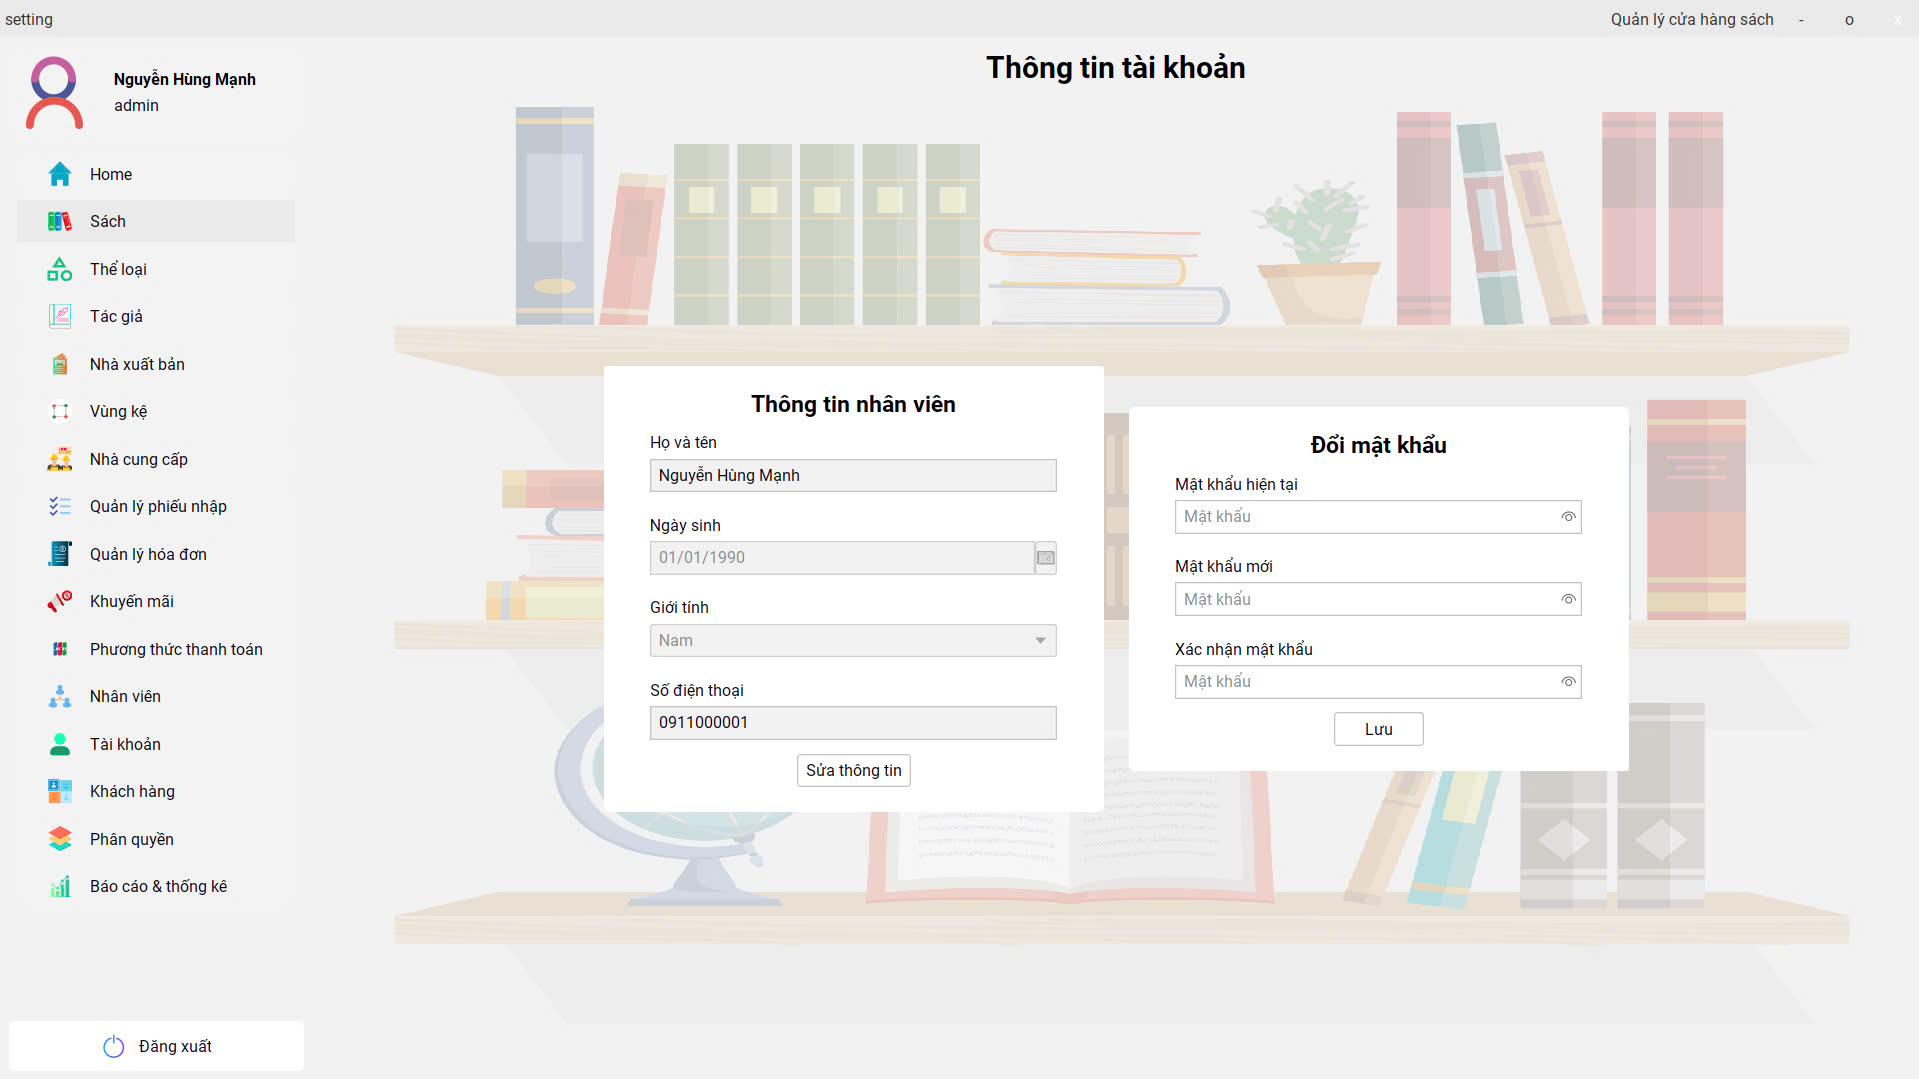 setting
Quản lý cửa hàng sách - o x
Nguyễn Hùng Mạnh
admin
Home
Sách
Thể loại
Tác giả
Nhà xuất bản
Vùng kệ
Nhà cung cấp
Quản lý phiếu nhập
Quản lý hóa đơn
Khuyến mãi
Phương thức thanh toán
Nhân viên
Tài khoản
Khách hàng
Phân quyền
Báo cáo & thống kê
Đăng xuất
Thông tin tài khoản
Thông tin nhân viên
Họ và tên
Nguyễn Hùng Mạnh
Ngày sinh
01/01/1990
Giới tính
Nam
Số điện thoại
0911000001
Sửa thông tin
Đổi mật khẩu
Mật khẩu hiện tại
Mật khẩu
Mật khẩu mới
Mật khẩu
Xác nhận mật khẩu
Mật khẩu
Lưu